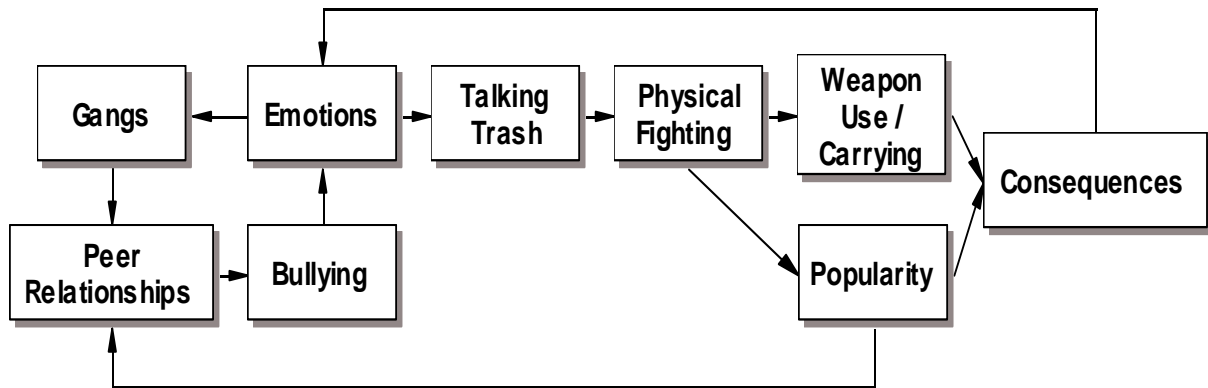 Gangs
Emotions
Talking
Trash
Physical
Fighting
Weapon
Use /
Carrying
Consequences
Peer
Relationships
Bullying
Popularity